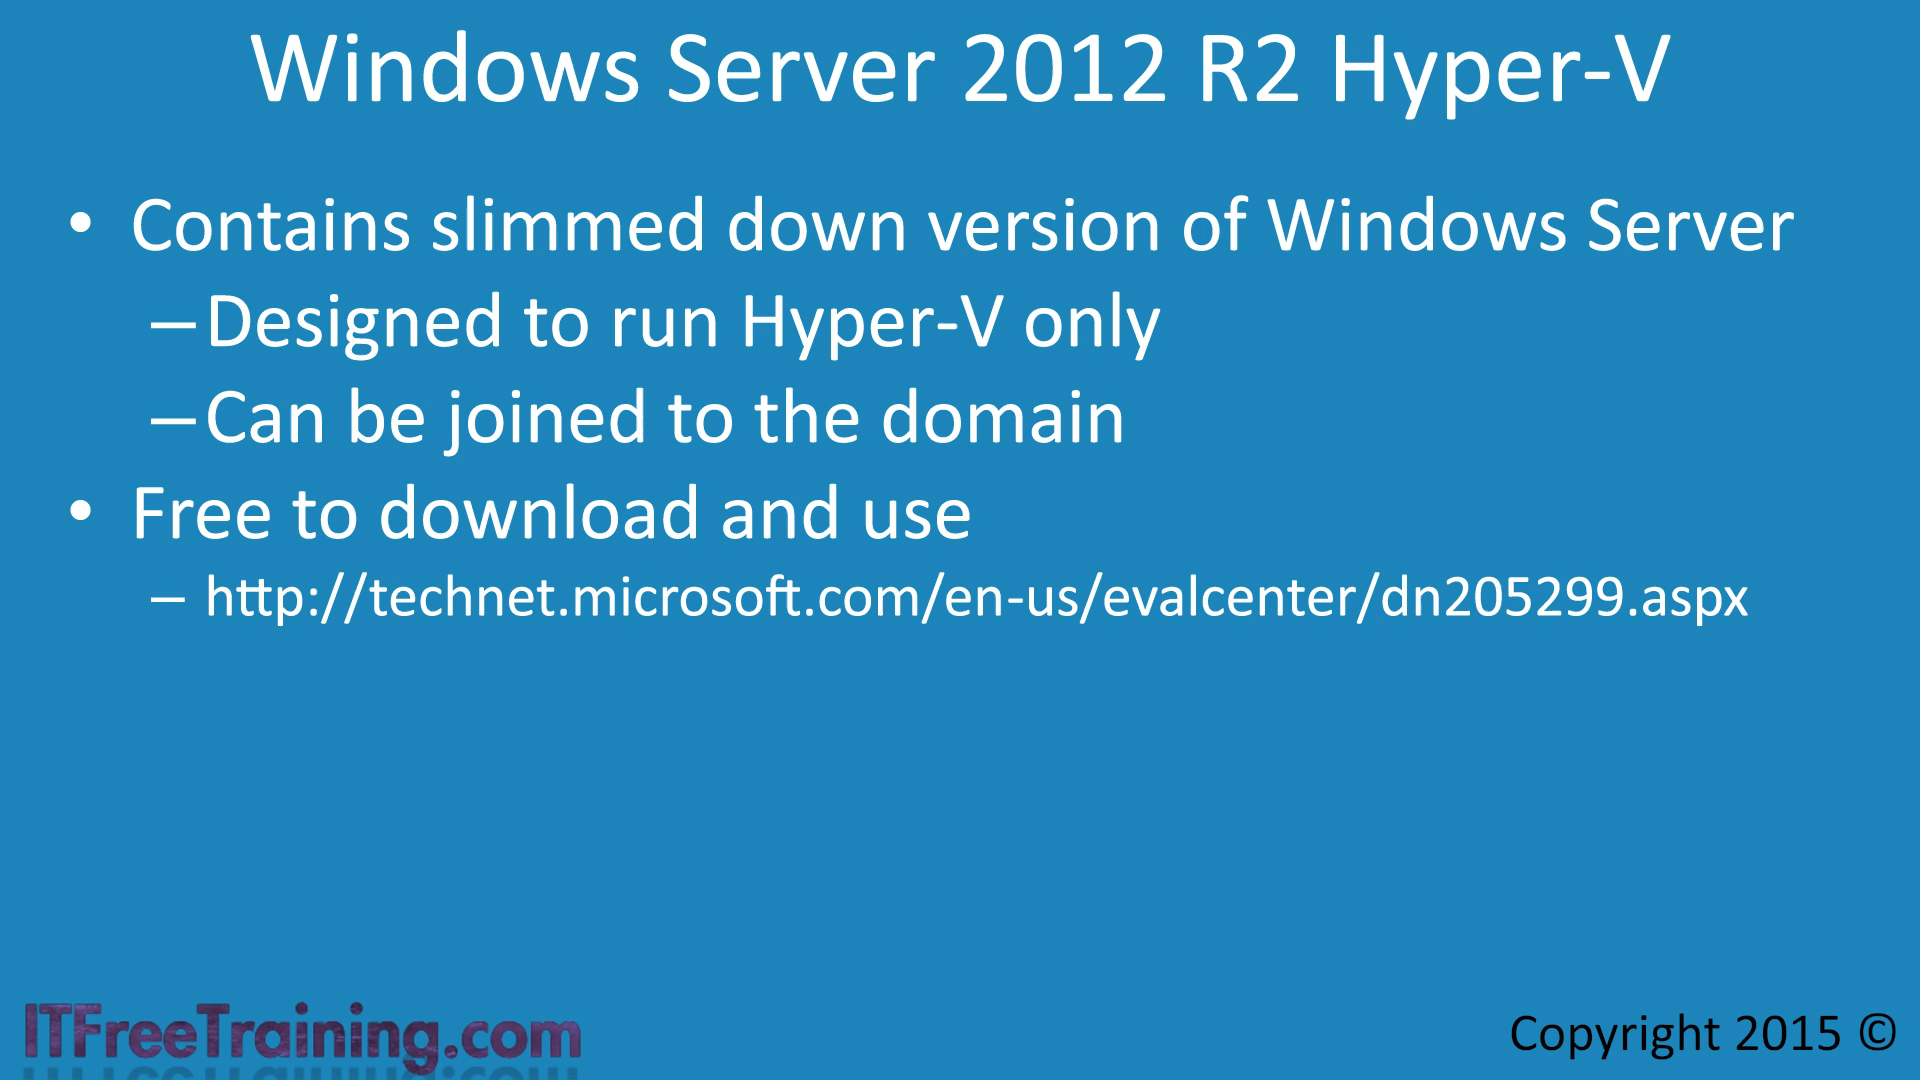 Windows Server 2012 R2 Hyper-V
• Contains slimmed down version of Windows Server
–Designed to run Hyper-V only
–Can be joined to the domain
• Free to download and use
– http://technet.microsoft.com/en-us/evalcenter/dn205299.aspx
ITFreeTraining.com
Copyright 2015 ©